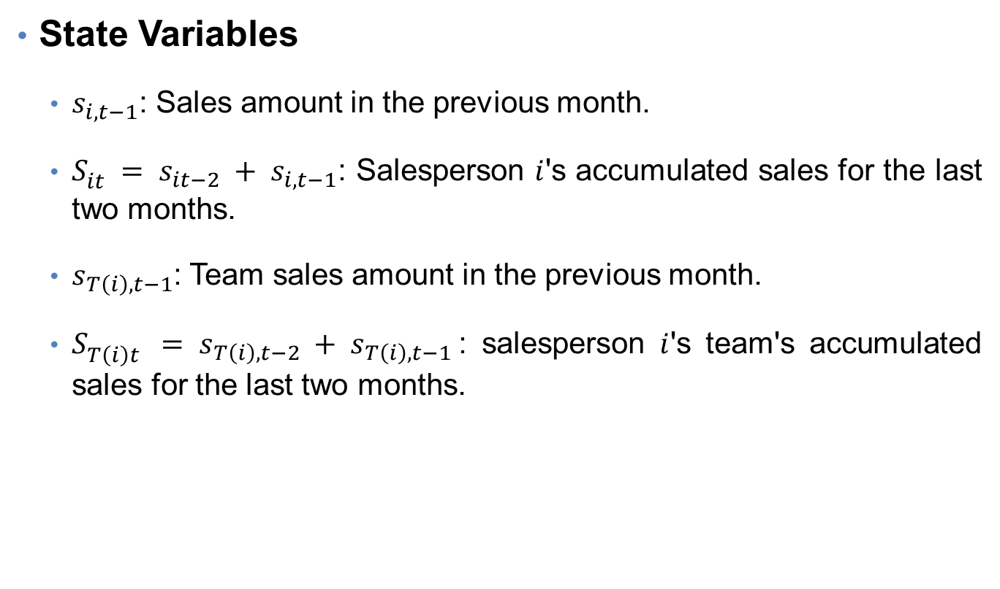 • State Variables
• $s_{i,t-1}$: Sales amount in the previous month.
• $S_{it} = s_{it-2} + s_{i,t-1}$: Salesperson $i$'s accumulated sales for the last
two months.
• $s_{T(i),t-1}$: Team sales amount in the previous month.
• $S_{T(i)t} = s_{T(i),t-2} + s_{T(i),t-1}$ : salesperson $i$'s team's accumulated
sales for the last two months.